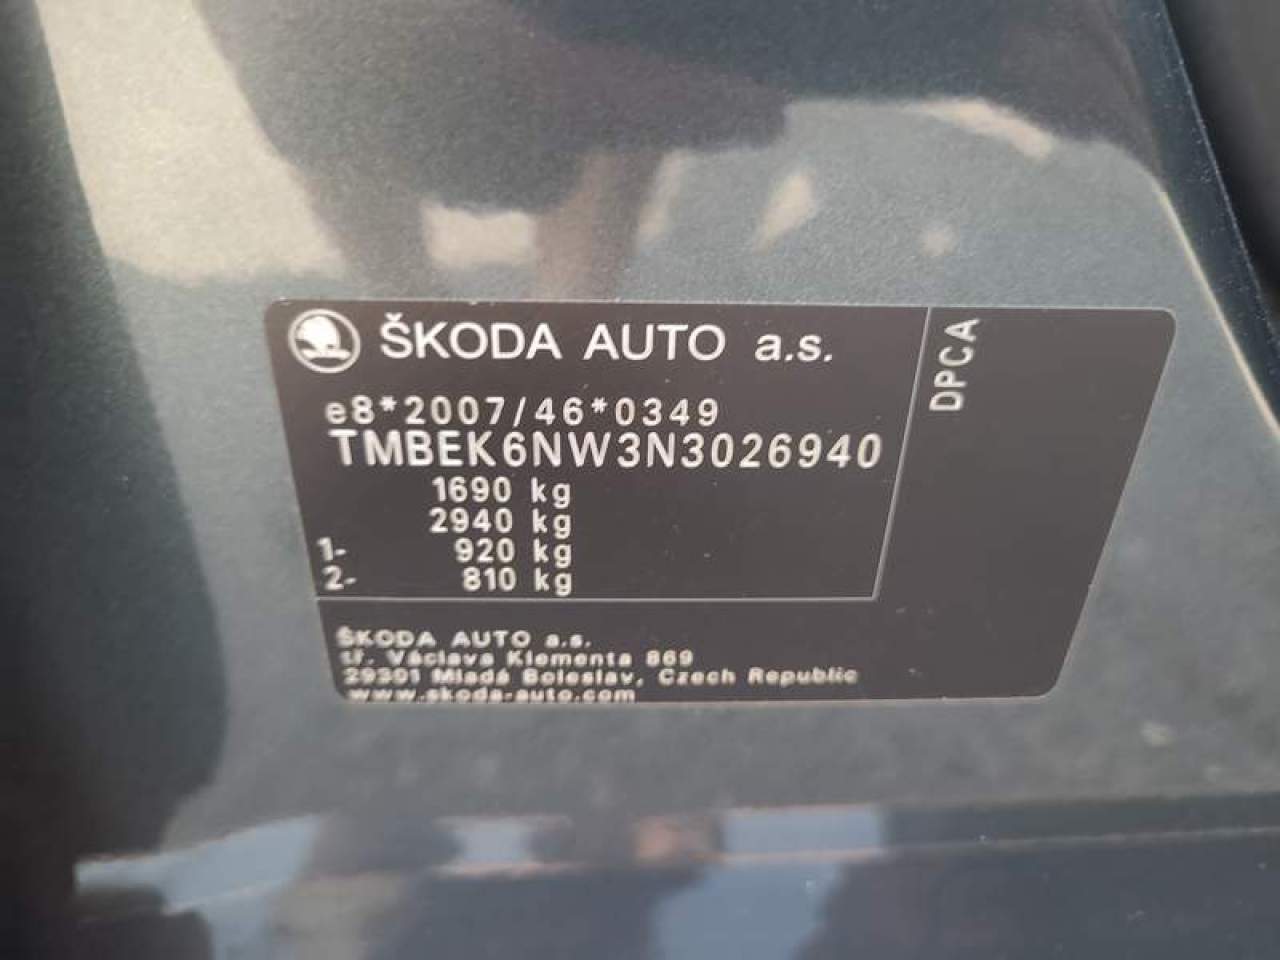 ŠKODA AUTO a.s.
DPCA
e8*2007/46*0349
TMBEK6NW3N3026940
1690 kg
2940 kg
1- 920 kg
2- 810 kg
ŠKODA AUTO a.s.
tř. Václava Klementa 869
29301 Mladá Boleslav, Czech Republic
www.skoda-auto.com